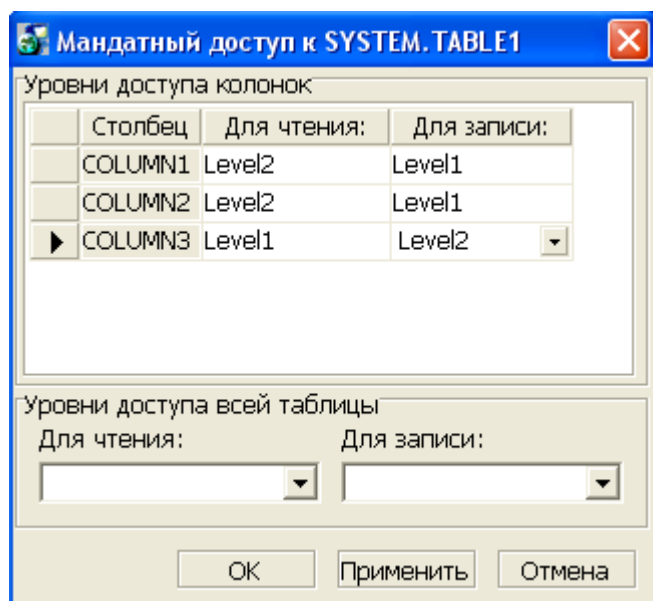 Мандатный доступ к SYSTEM.TABLE1
Уровни доступа колонок
Столбец Для чтения: Для записи:
COLUMN1 Level2 Level1
COLUMN2 Level2 Level1
COLUMN3 Level1 Level2
Уровни доступа всей таблицы
Для чтения: Для записи:
OK Применить Отмена